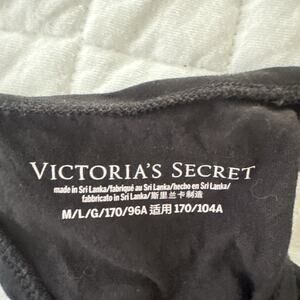 VICTORIA'S SECRET
made in Sri Lanka/fabriqué au Sri Lanka/hecho en Sri Lanka/
fabbricato in Sri Lanka/斯里兰卡制造
M/L/G/170/96A 适用 170/104A